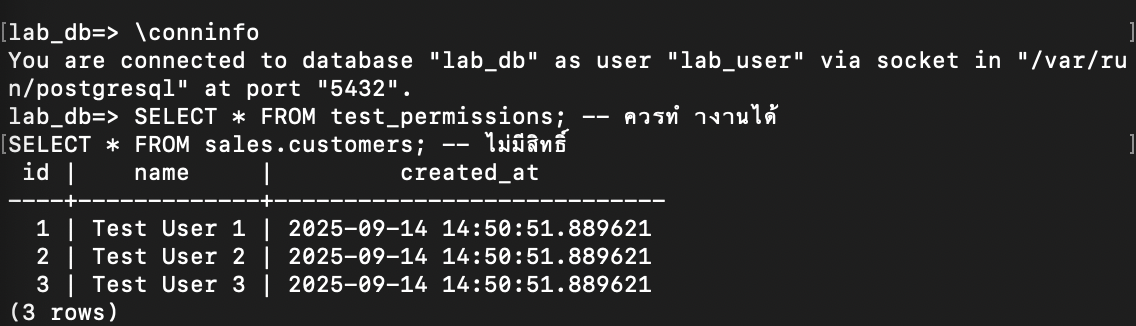 [lab_db=> \conninfo ]
You are connected to database "lab_db" as user "lab_user" via socket in "/var/ru
n/postgresql" at port "5432".
lab_db=> SELECT * FROM test_permissions; -- ควรทํ างานได้
[SELECT * FROM sales.customers; -- ไม่มีสิทธิ์ ]
 id |    name     |         created_at
----+-------------+----------------------------
  1 | Test User 1 | 2025-09-14 14:50:51.889621
  2 | Test User 2 | 2025-09-14 14:50:51.889621
  3 | Test User 3 | 2025-09-14 14:50:51.889621
(3 rows)